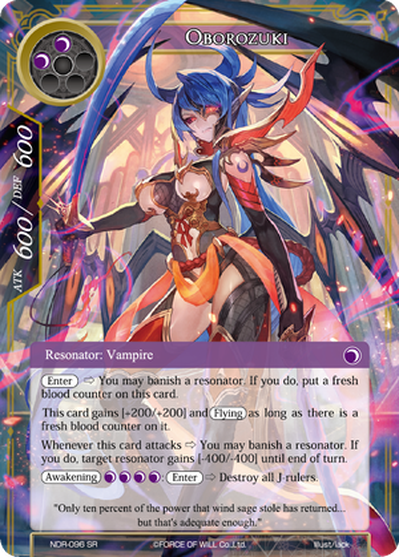 OBOROZUKI
ATK 600 / DEF 600
Resonator: Vampire
Enter ⇨ You may banish a resonator. If you do, put a fresh
blood counter on this card.
This card gains [+200/+200] and Flying as long as there is a
fresh blood counter on it.
Whenever this card attacks ⇨ You may banish a resonator. If
you do, target resonator gains [-400/-400] until end of turn.
Awakening : Enter ⇨ Destroy all J-rulers.
"Only ten percent of the power that wind sage stole has returned...
but that's adequate enough."
NDR-096 SR ©FORCE OF WILL Co.,Ltd. Illust/lack